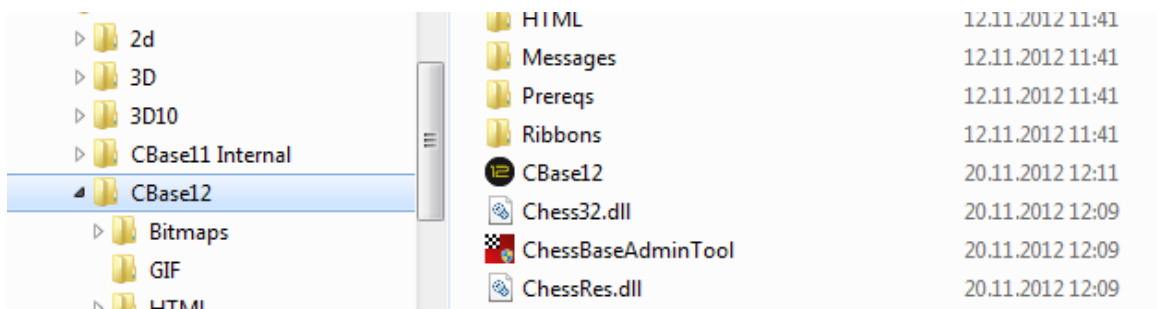 2d
3D
3D10
CBase11 Internal
CBase12
Bitmaps
GIF
HTML
HTML 12.11.2012 11:41
Messages 12.11.2012 11:41
Prereqs 12.11.2012 11:41
Ribbons 12.11.2012 11:41
CBase12 20.11.2012 12:11
Chess32.dll 20.11.2012 12:09
ChessBaseAdminTool 20.11.2012 12:09
ChessRes.dll 20.11.2012 12:09